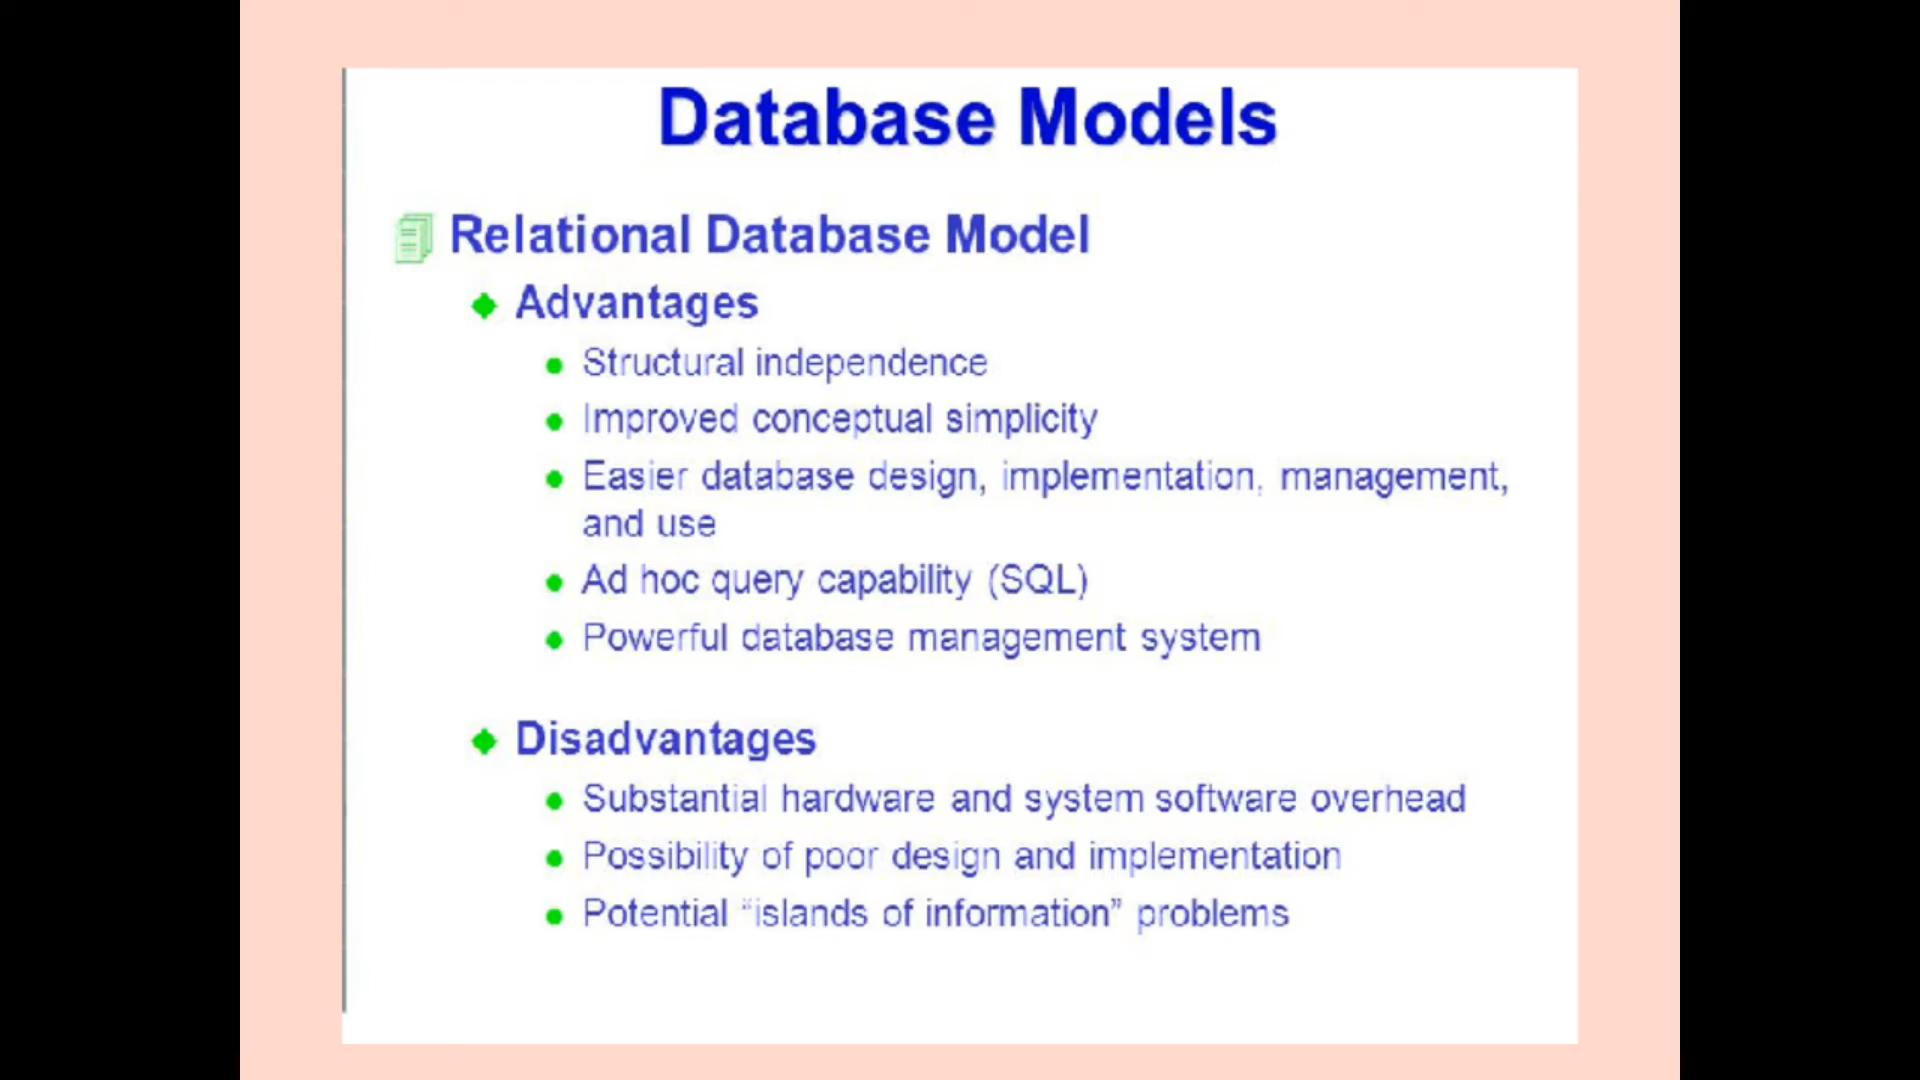 Database Models
Relational Database Model
Advantages
Structural independence
Improved conceptual simplicity
Easier database design, implementation, management,
and use
Ad hoc query capability (SQL)
Powerful database management system
Disadvantages
Substantial hardware and system software overhead
Possibility of poor design and implementation
Potential “islands of information” problems